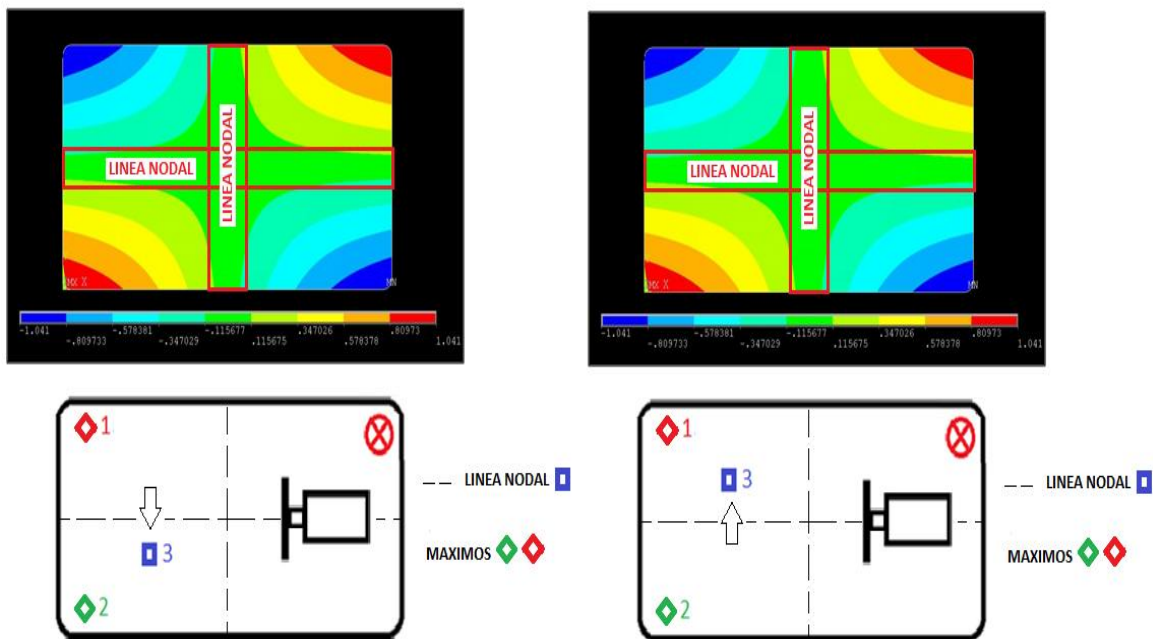 LINEA NODAL
LINEA NODAL
MX X
MN
-1.041
-.578381
-.115677
.347026
.80973
-.809733
-.347029
.115675
.578378
1.041
LINEA NODAL
LINEA NODAL
MX X
MN
-1.041
-.578381
-.115677
.347026
.80973
-.809733
-.347029
.115675
.578378
1.041
1
3
2
LINEA NODAL
MAXIMOS
1
3
2
LINEA NODAL
MAXIMOS